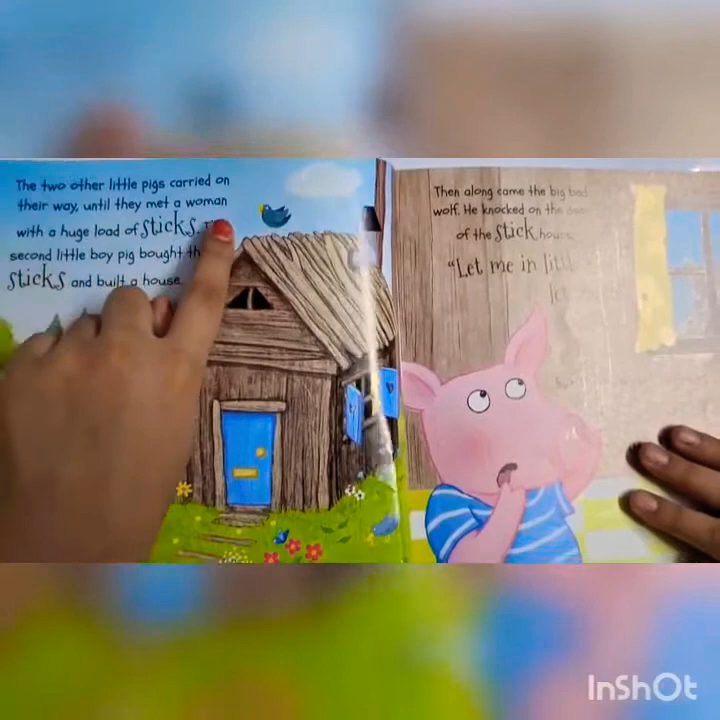 The two other little pigs carried on
their way, until they met a woman
with a huge load of sticks.
second little boy pig bought
sticks and built a house.
Then along came the big bad
wolf. He knocked on the
of the stick house.
"Let me in
InShOt